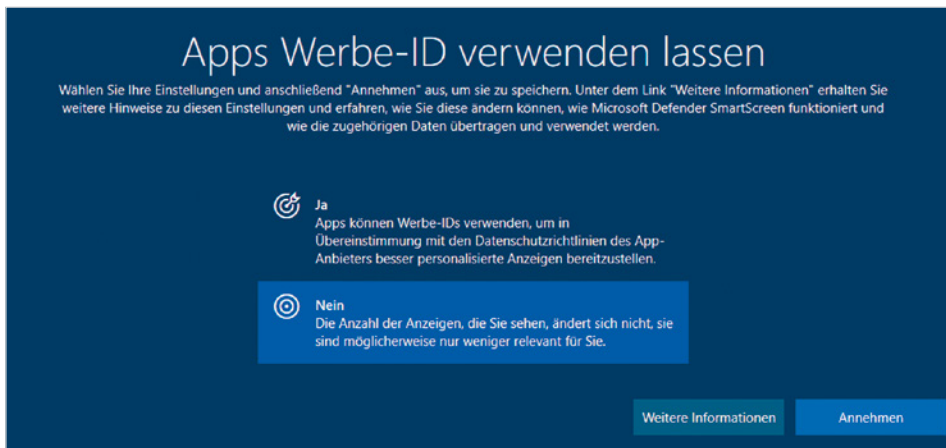 Apps Werbe-ID verwenden lassen
Wählen Sie Ihre Einstellungen und anschließend "Annehmen" aus, um sie zu speichern. Unter dem Link "Weitere Informationen" erhalten Sie
weitere Hinweise zu diesen Einstellungen und erfahren, wie Sie diese ändern können, wie Microsoft Defender SmartScreen funktioniert und
wie die zugehörigen Daten übertragen und verwendet werden.
Ja
Apps können Werbe-IDs verwenden, um in
Übereinstimmung mit den Datenschutzrichtlinien des App-
Anbieters besser personalisierte Anzeigen bereitzustellen.
Nein
Die Anzahl der Anzeigen, die Sie sehen, ändert sich nicht, sie
sind möglicherweise nur weniger relevant für Sie.
Weitere Informationen
Annehmen